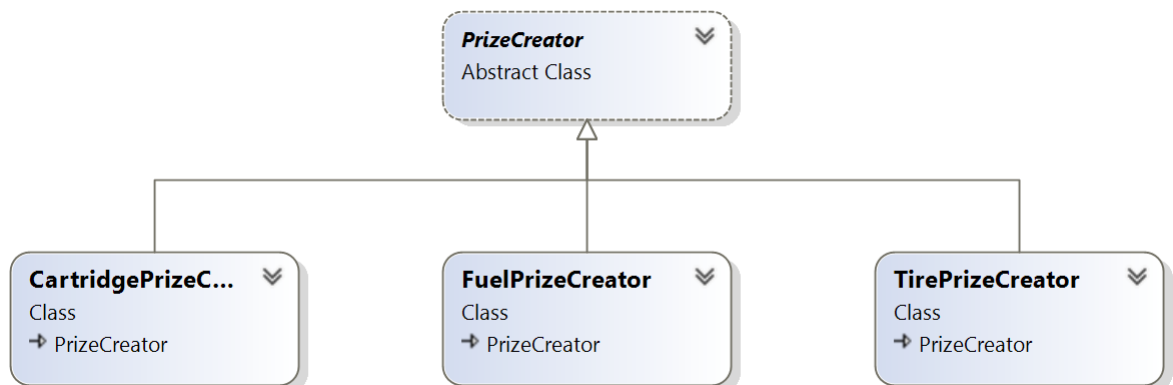 PrizeCreator
Abstract Class
CartridgePrizeC...
Class
PrizeCreator
FuelPrizeCreator
Class
PrizeCreator
TirePrizeCreator
Class
PrizeCreator